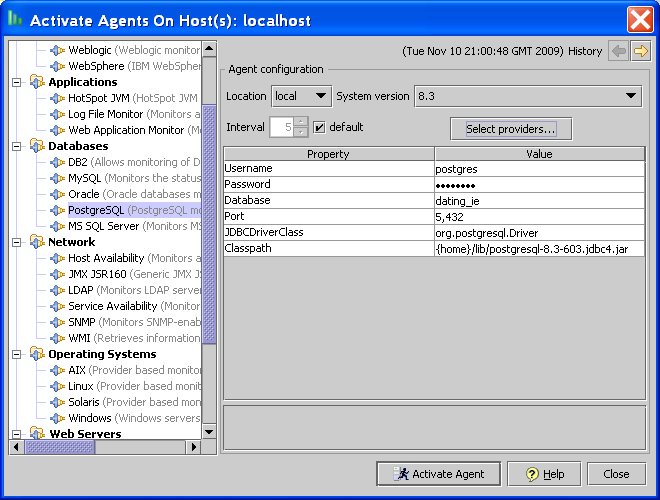 Activate Agents On Host(s): localhost
Weblogic (Weblogic monitor
WebSphere (IBM WebSpher
Applications
HotSpot JVM (HotSpot JVM
Log File Monitor (Monitors a
Web Application Monitor (Mo
Databases
DB2 (Allows monitoring of D
MySQL (Monitors the status
Oracle (Oracle databases m
PostgreSQL (PostgreSQL mo
MS SQL Server (Monitors MS
Network
Host Availability (Monitors a
JMX JSR160 (Generic JMX J
LDAP (Monitors LDAP server
Service Availability (Monitors
SNMP (Monitors SNMP-enab
WMI (Retrieves information
Operating Systems
AIX (Provider based monitor
Linux (Provider based monito
Solaris (Provider based monit
Windows (Windows servers
Web Servers
(Tue Nov 10 21:00:48 GMT 2009) History
Agent configuration
Location local System version 8.3
Interval 5 default Select providers...
Property Value
Username postgres
Password ••••••••
Database dating_ie
Port 5,432
JDBCDriverClass org.postgresql.Driver
Classpath {home}/lib/postgresql-8.3-603.jdbc4.jar
Activate Agent Help Close